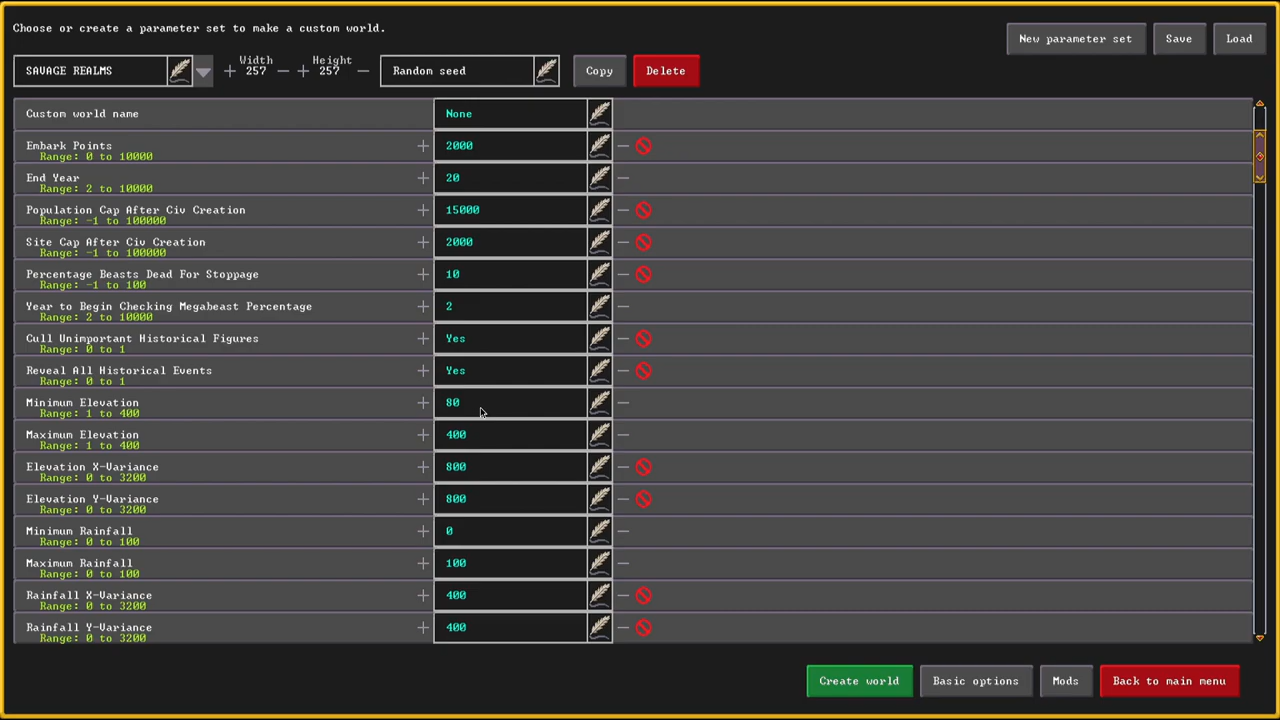 Choose or create a parameter set to make a custom world.
New parameter set Save Load
SAVAGE REALMS + Width 257 - + Height 257 - Random seed Copy Delete
Custom world name None
Embark Points + 2000 -
Range: 0 to 10000
End Year + 20 -
Range: 2 to 10000
Population Cap After Civ Creation + 15000 -
Range: -1 to 100000
Site Cap After Civ Creation + 2000 -
Range: -1 to 100000
Percentage Beasts Dead For Stoppage + 10 -
Range: -1 to 100
Year to Begin Checking Megabeast Percentage + 2 -
Range: 2 to 10000
Cull Unimportant Historical Figures + Yes -
Range: 0 to 1
Reveal All Historical Events + Yes -
Range: 0 to 1
Minimum Elevation + 80 -
Range: 1 to 400
Maximum Elevation + 400 -
Range: 1 to 400
Elevation X-Variance + 800 -
Range: 0 to 3200
Elevation Y-Variance + 800 -
Range: 0 to 3200
Minimum Rainfall + 0 -
Range: 0 to 100
Maximum Rainfall + 100 -
Range: 0 to 100
Rainfall X-Variance + 400 -
Range: 0 to 3200
Rainfall Y-Variance + 400 -
Range: 0 to 3200
Create world Basic options Mods Back to main menu